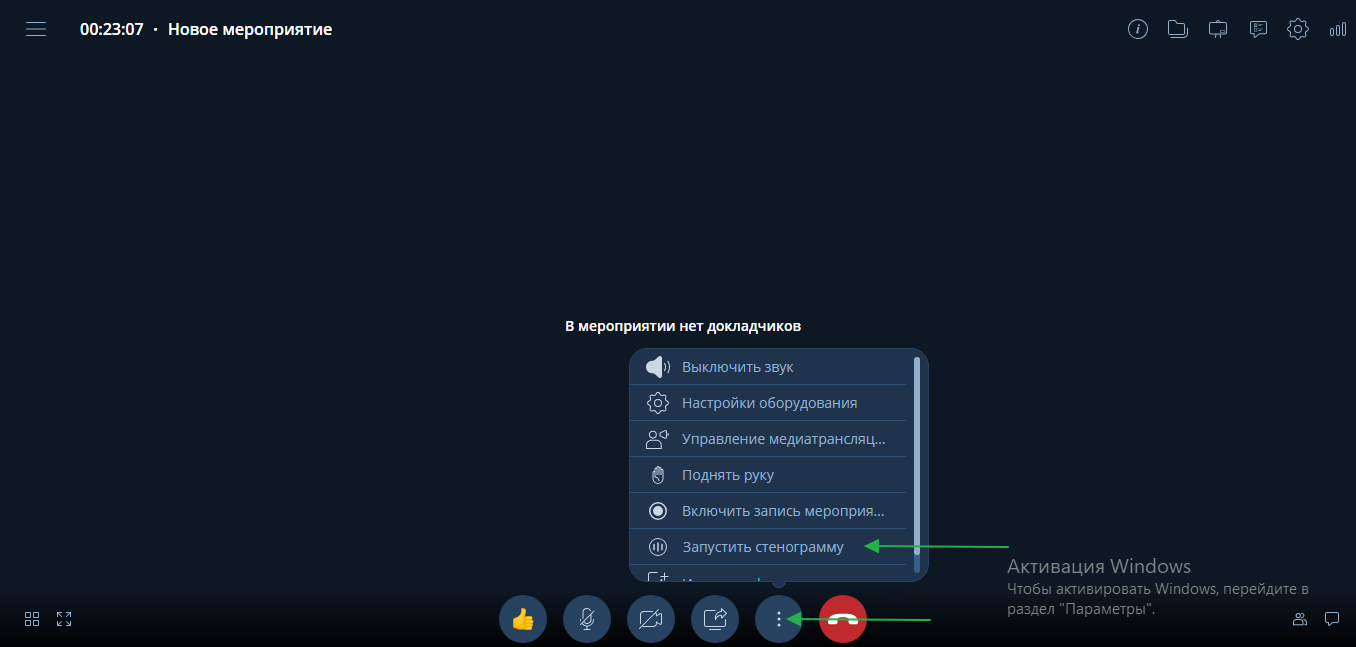 00:23:07 · Новое мероприятие
В мероприятии нет докладчиков
Выключить звук
Настройки оборудования
Управление медиатрансляц...
Поднять руку
Включить запись мероприя...
Запустить стенограмму
Активация Windows
Чтобы активировать Windows, перейдите в
раздел "Параметры".